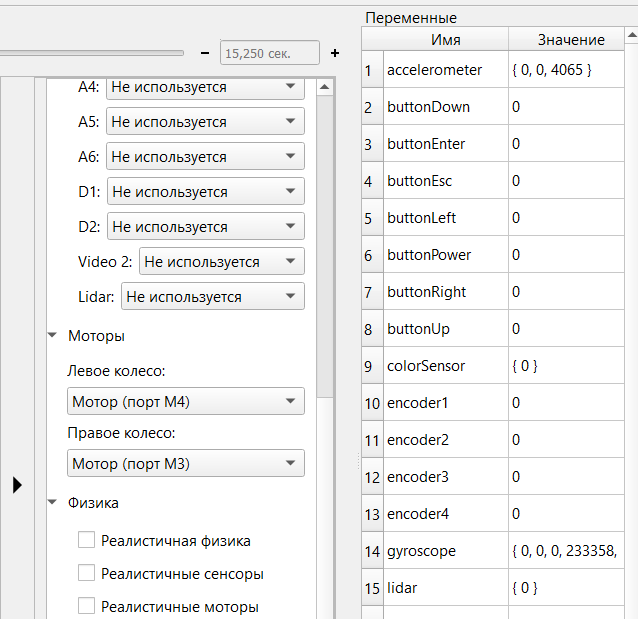 15,250 сек.
A4: Не используется
A5: Не используется
A6: Не используется
D1: Не используется
D2: Не используется
Video 2: Не используется
Lidar: Не используется
Моторы
Левое колесо:
Мотор (порт M4)
Правое колесо:
Мотор (порт M3)
Физика
Реалистичная физика
Реалистичные сенсоры
Реалистичные моторы
Переменные
Имя Значение
1 accelerometer { 0, 0, 4065 }
2 buttonDown 0
3 buttonEnter 0
4 buttonEsc 0
5 buttonLeft 0
6 buttonPower 0
7 buttonRight 0
8 buttonUp 0
9 colorSensor { 0 }
10 encoder1 0
11 encoder2 0
12 encoder3 0
13 encoder4 0
14 gyroscope { 0, 0, 0, 233358,
15 lidar { 0 }